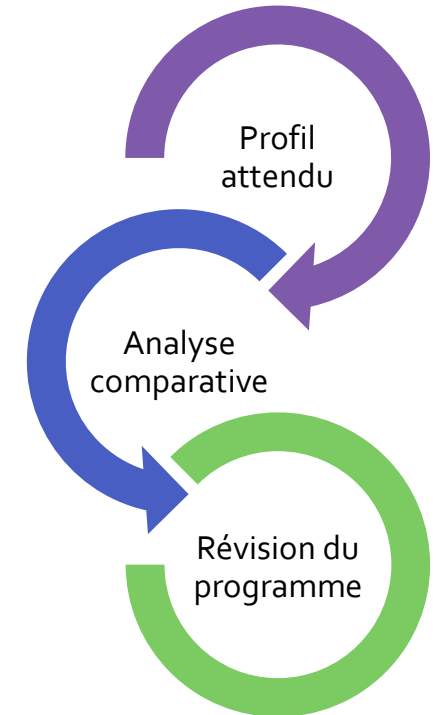 Profil
attendu
Analyse
comparative
Révision du
programme